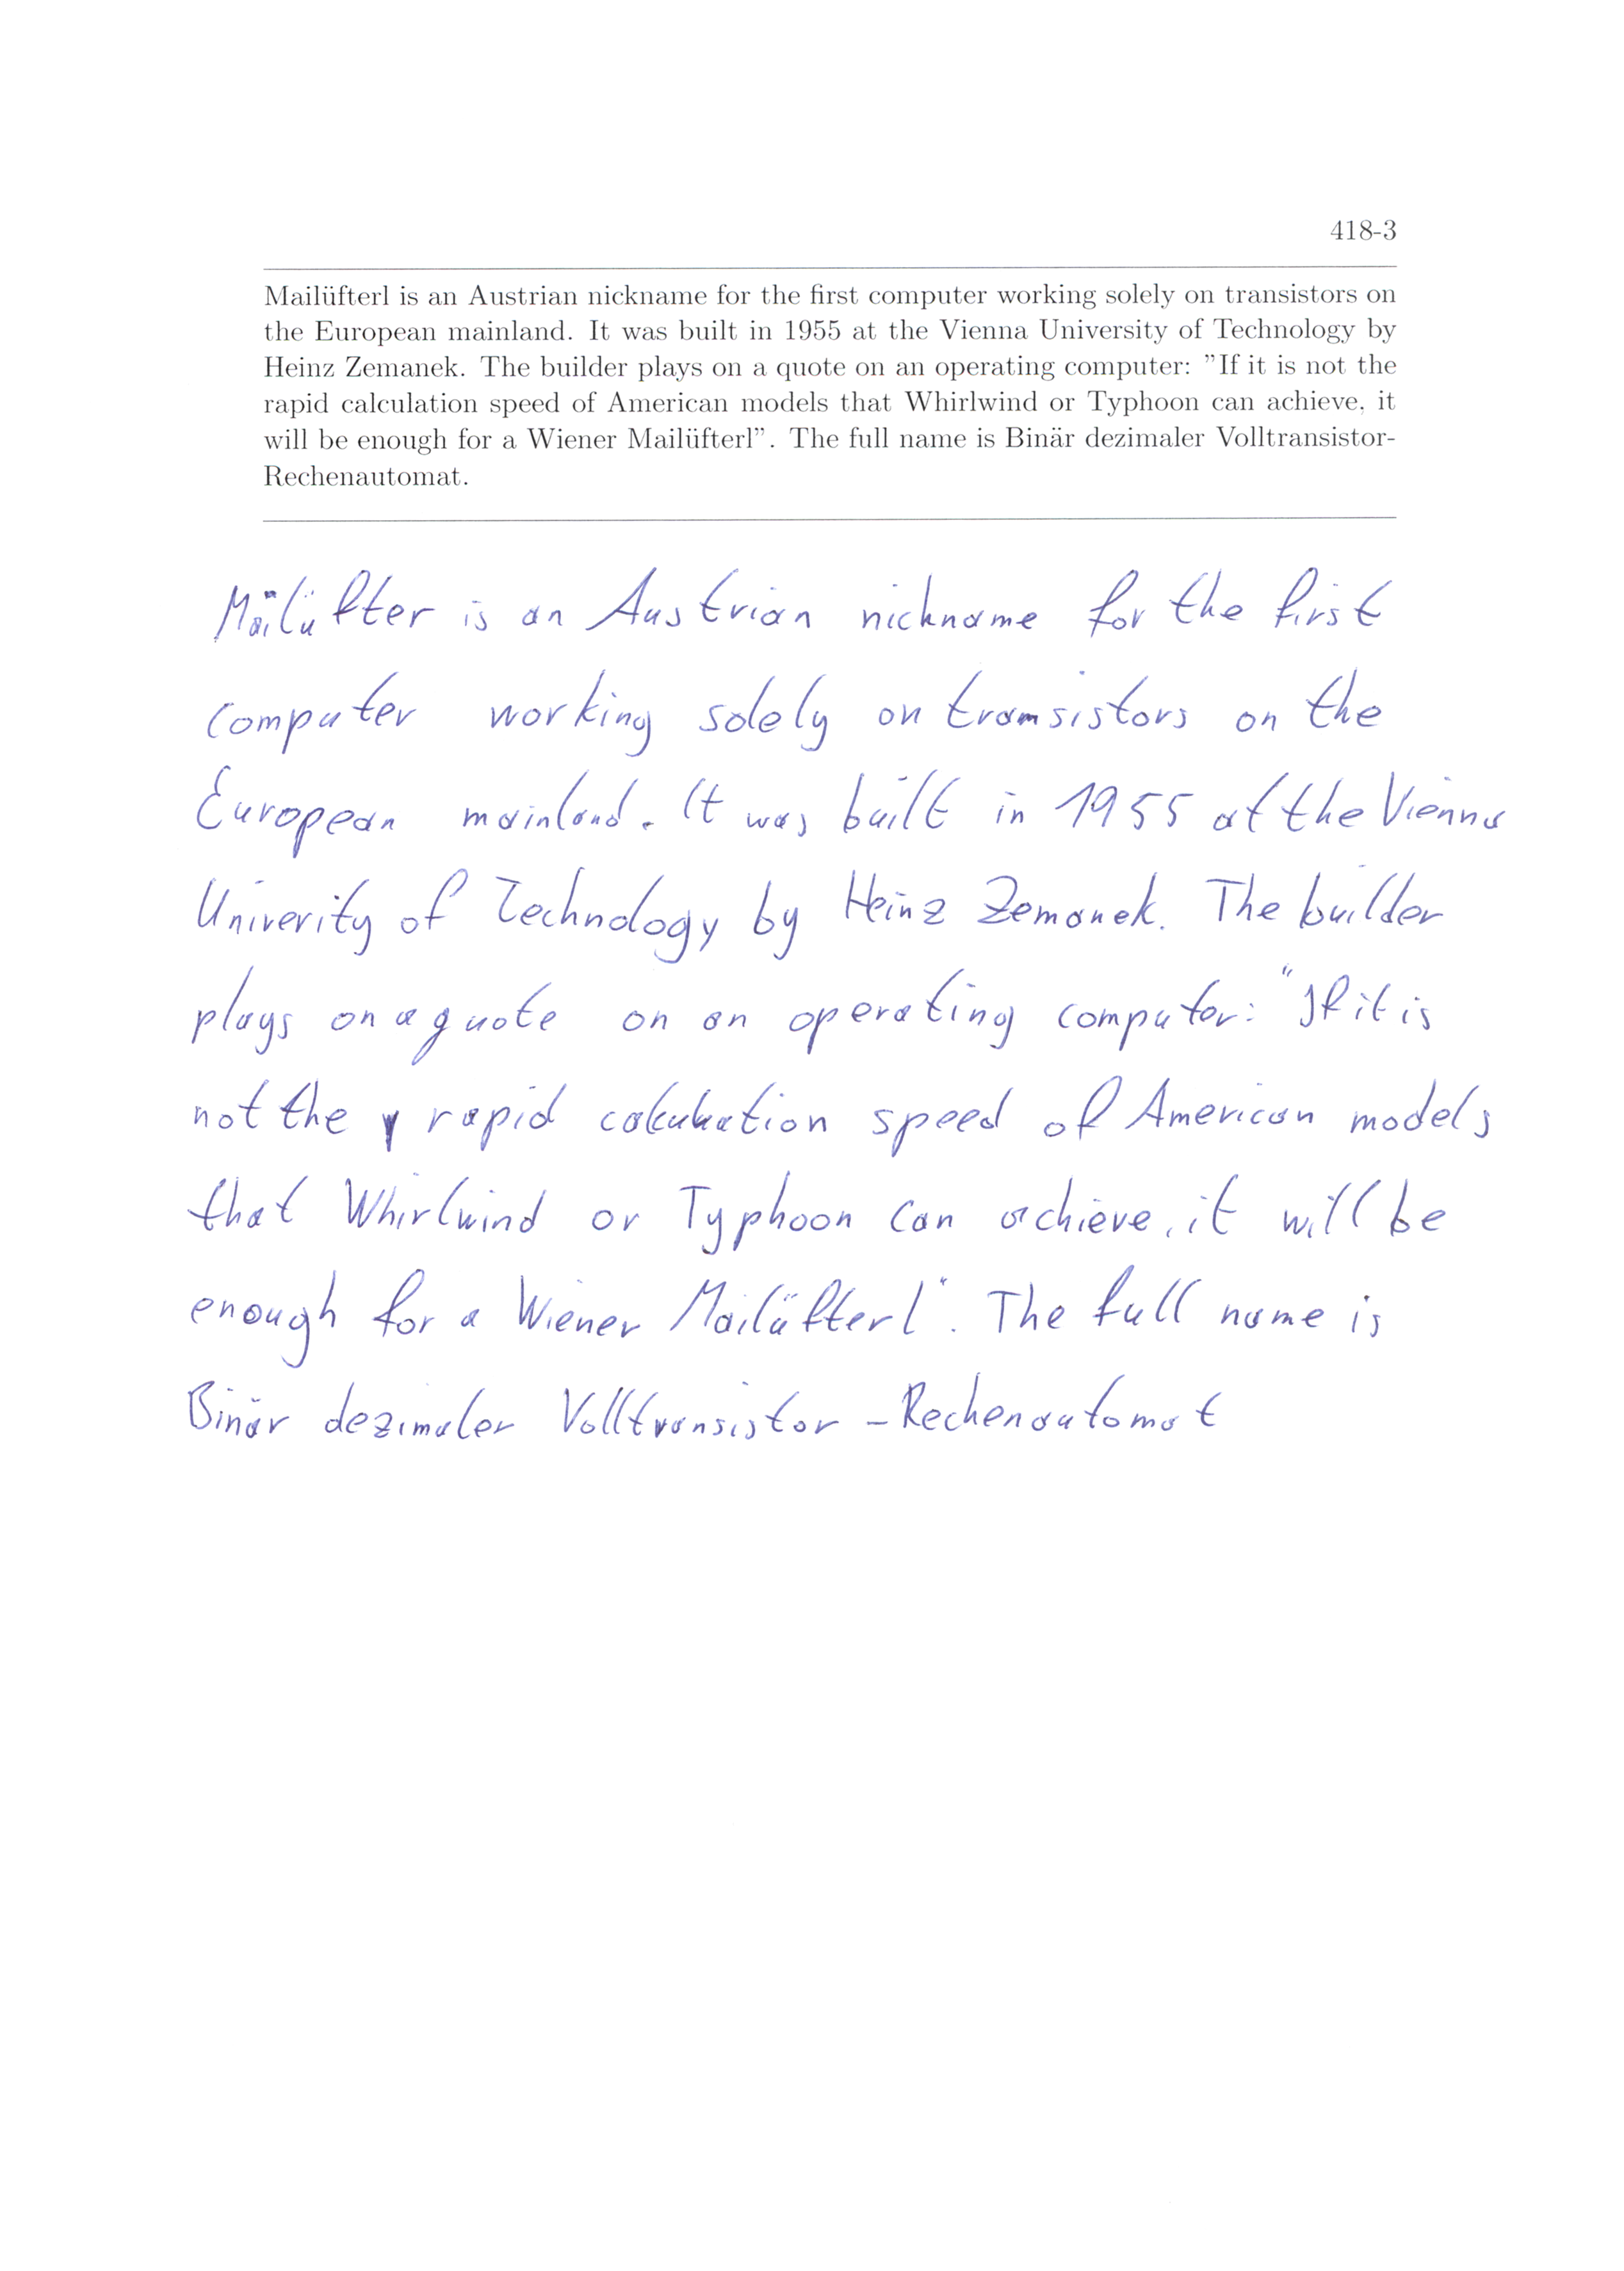 418-3
Mailüfterl is an Austrian nickname for the first computer working solely on transistors on
the European mainland. It was built in 1955 at the Vienna University of Technology by
Heinz Zemanek. The builder plays on a quote on an operating computer: ”If it is not the
rapid calculation speed of American models that Whirlwind or Typhoon can achieve, it
will be enough for a Wiener Mailüfterl”. The full name is Binär dezimaler Volltransistor-
Rechenautomat.
Mailüfter is an Austrian nickname for the first
computer working solely on transistors on the
European mainland. It was built in 1955 at the Vienna
Univerity of Technology by Heinz Zemanek. The builder
plays on a quote on an operating computer: "If it is
not the rapid calculation speed of American models
that Whirlwind or Typhoon can achieve, it will be
enough for a Wiener Mailüfterl". The full name is
Binär dezimaler Volltransistor-Rechenautomat